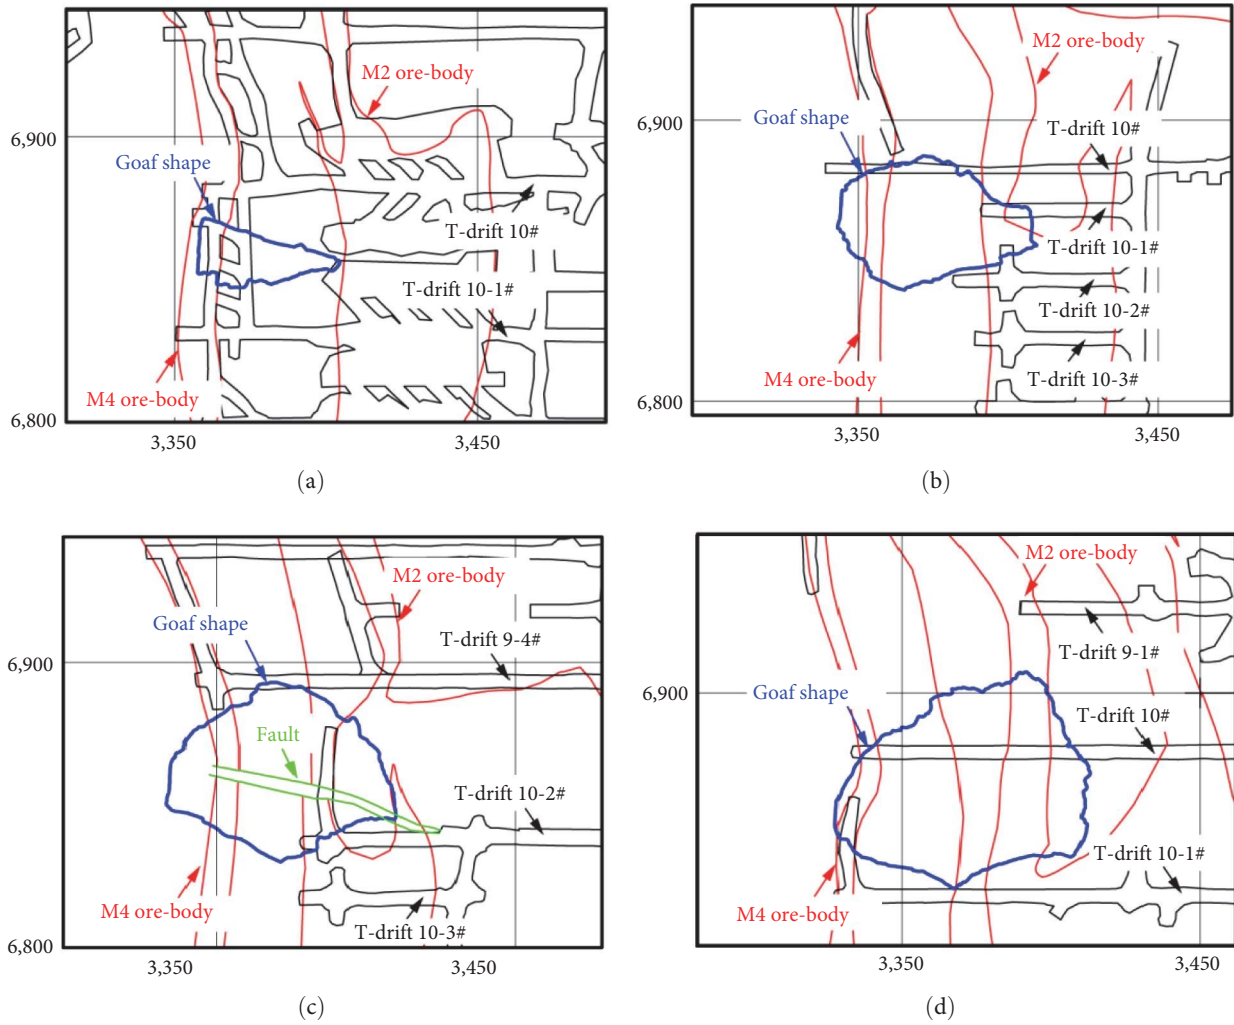 M2 ore-body
6,900
Goaf shape
T-drift 10#
T-drift 10-1#
M4 ore-body
6,800
3,350
3,450
(a)
M2 ore-body
Goaf shape
T-drift 10#
6,900
T-drift 10-1#
T-drift 10-2#
M4 ore-body
T-drift 10-3#
6,800
3,350
3,450
(b)
M2 ore-body
Goaf shape
T-drift 9-4#
6,900
Fault
T-drift 10-2#
M4 ore-body
T-drift 10-3#
6,800
3,350
3,450
(c)
M2 ore-body
T-drift 9-1#
6,900
Goaf shape
T-drift 10#
T-drift 10-1#
M4 ore-body
3,350
3,450
(d)